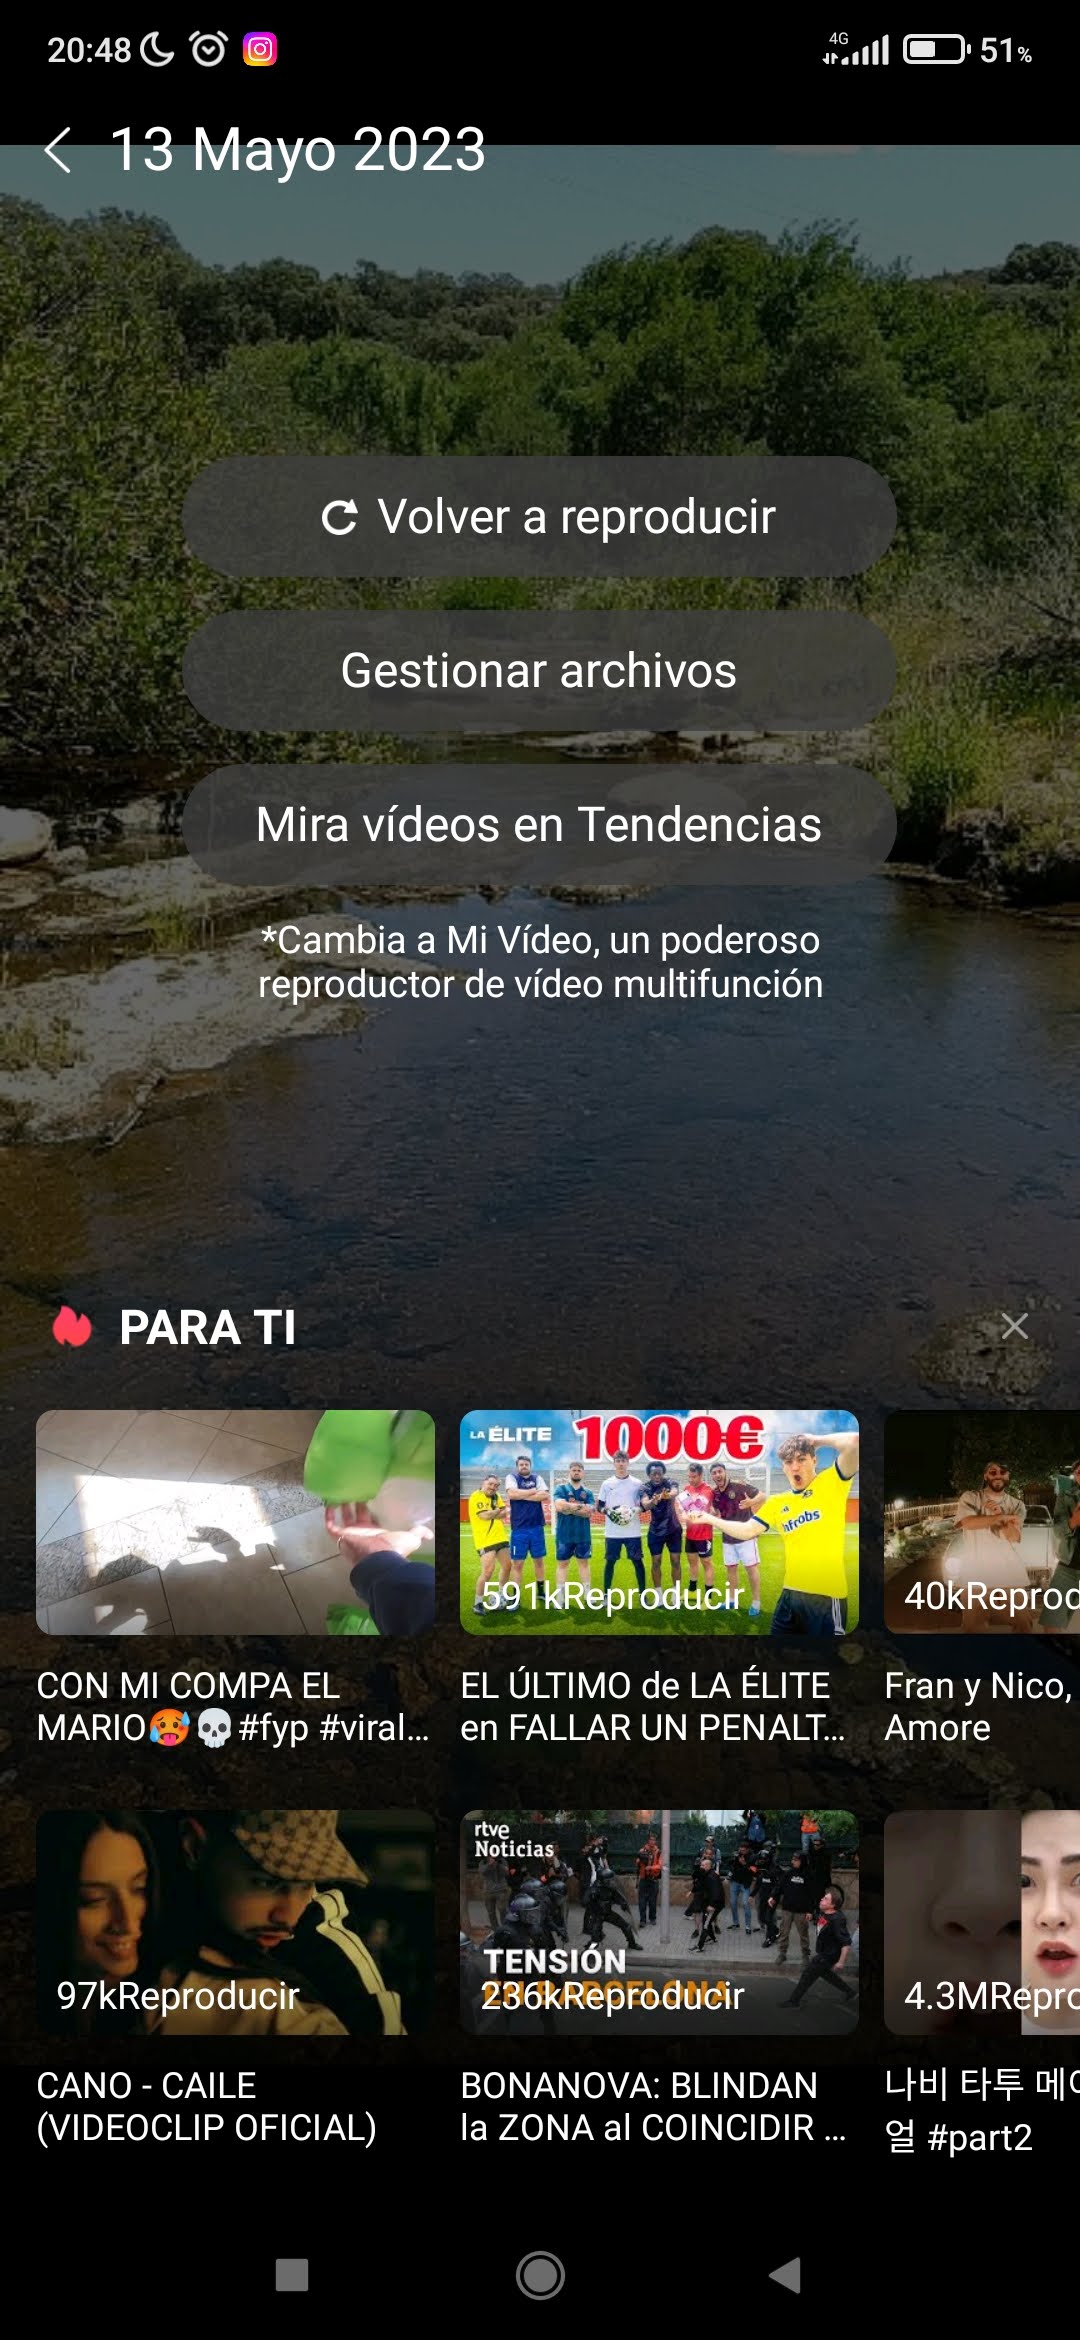 20:48
4G
51%
13 Mayo 2023
Volver a reproducir
Gestionar archivos
Mira vídeos en Tendencias
*Cambia a Mi Vídeo, un poderoso
reproductor de vídeo multifunción
PARA TI
LA ÉLITE 1000€
591kReproducir
40kReprod
CON MI COMPA EL
MARIO🥵💀#fyp #viral...
EL ÚLTIMO de LA ÉLITE
en FALLAR UN PENALT...
Fran y Nico,
Amore
rtve
Noticias
TENSIÓN
EN BARCELONA
97kReproducir
236kReproducir
4.3MRepro
CANO - CAILE
(VIDEOCLIP OFICIAL)
BONANOVA: BLINDAN
la ZONA al COINCIDIR ...
나비 타투 메이
얼 #part2